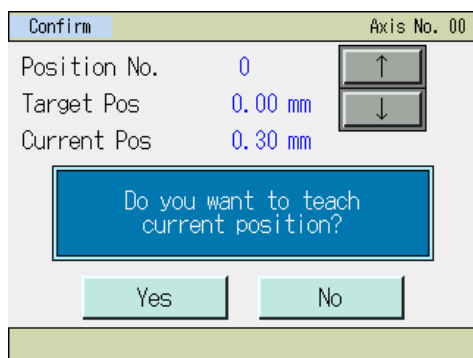 Confirm Axis No. 00
Position No. 0 ↑
Target Pos 0.00 mm ↓
Current Pos 0.30 mm
Do you want to teach
current position?
Yes No